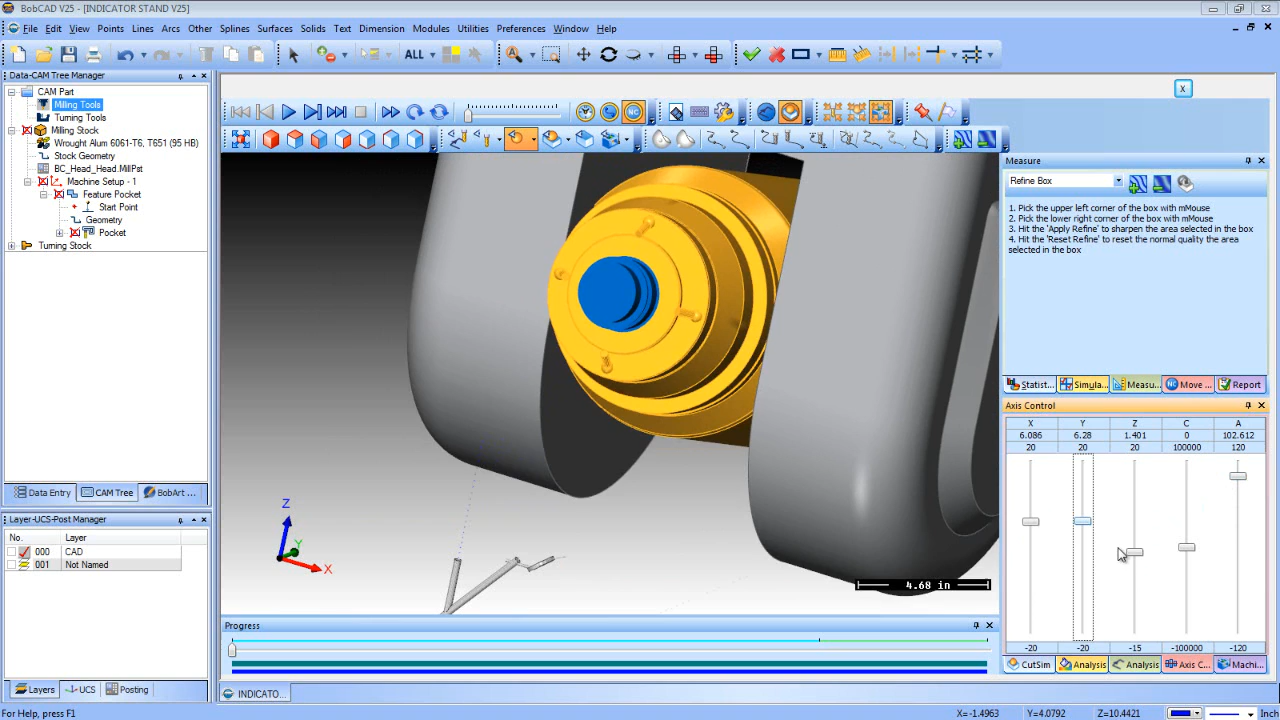 BobCAD V25 - [INDICATOR STAND V25]
File Edit View Points Lines Arcs Other Splines Surfaces Solids Text Dimension Modules Utilities Preferences Window Help
ALL
Data-CAM Tree Manager
CAM Part
Milling Tools
Turning Tools
Milling Stock
Wrought Alum 6061-T6, T651 (95 HB)
Stock Geometry
BC_Head_Head.MillPst
Machine Setup - 1
Feature Pocket
Start Point
Geometry
Pocket
Turning Stock
Data Entry CAM Tree BobArt ...
Layer-UCS-Post Manager
No. Layer
000 CAD
001 Not Named
Layers UCS Posting
NC
X
Z
Y
X
4.68 in
Progress
INDICATO...
Measure
Refine Box
1. Pick the upper left corner of the box with mMouse
2. Pick the lower right corner of the box with mMouse
3. Hit the 'Apply Refine' to sharpen the area selected in the box
4. Hit the 'Reset Refine' to reset the normal quality the area
selected in the box
Statist... Simula... Measu... NC Move ... Report
Axis Control
X Y Z C A
6.086 6.28 1.401 0 102.612
20 20 20 100000 120
-20 -20 -15 -100000 -120
CutSim Analysis Analysis Axis C... Machi...
For Help, press F1
X= -1.4963 Y=4.0792 Z=10.4421 Inch